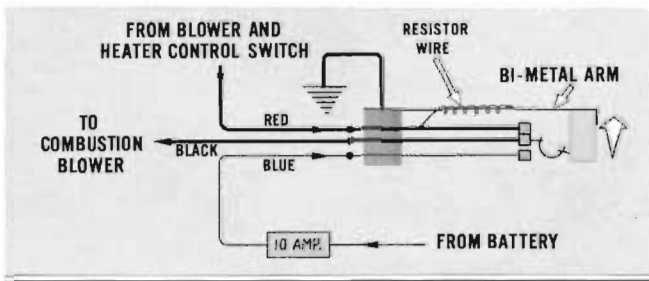 FROM BLOWER AND
HEATER CONTROL SWITCH
RESISTOR
WIRE
BI-METAL ARM
RED
TO
COMBUSTION
BLOWER
BLACK
BLUE
10 AMP.
FROM BATTERY